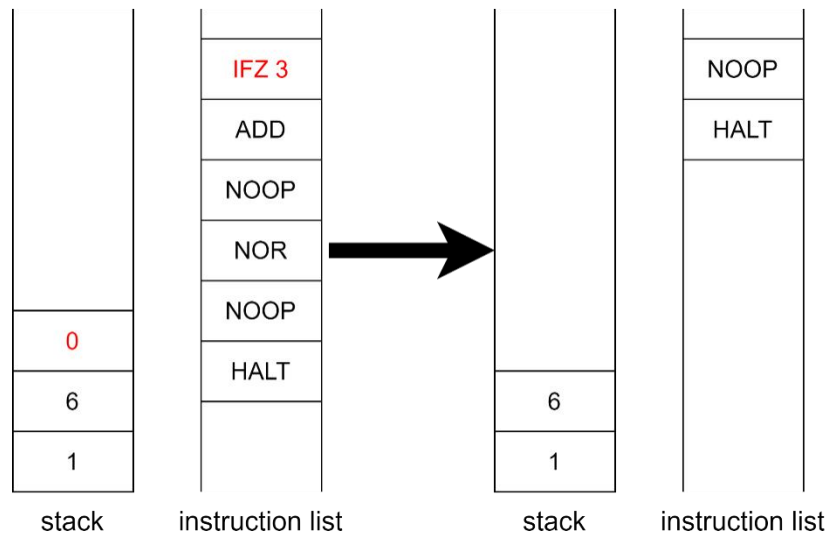 IFZ 3
ADD
NOOP
NOR
NOOP
HALT
0
6
1
stack
instruction list
NOOP
HALT
6
1
stack
instruction list